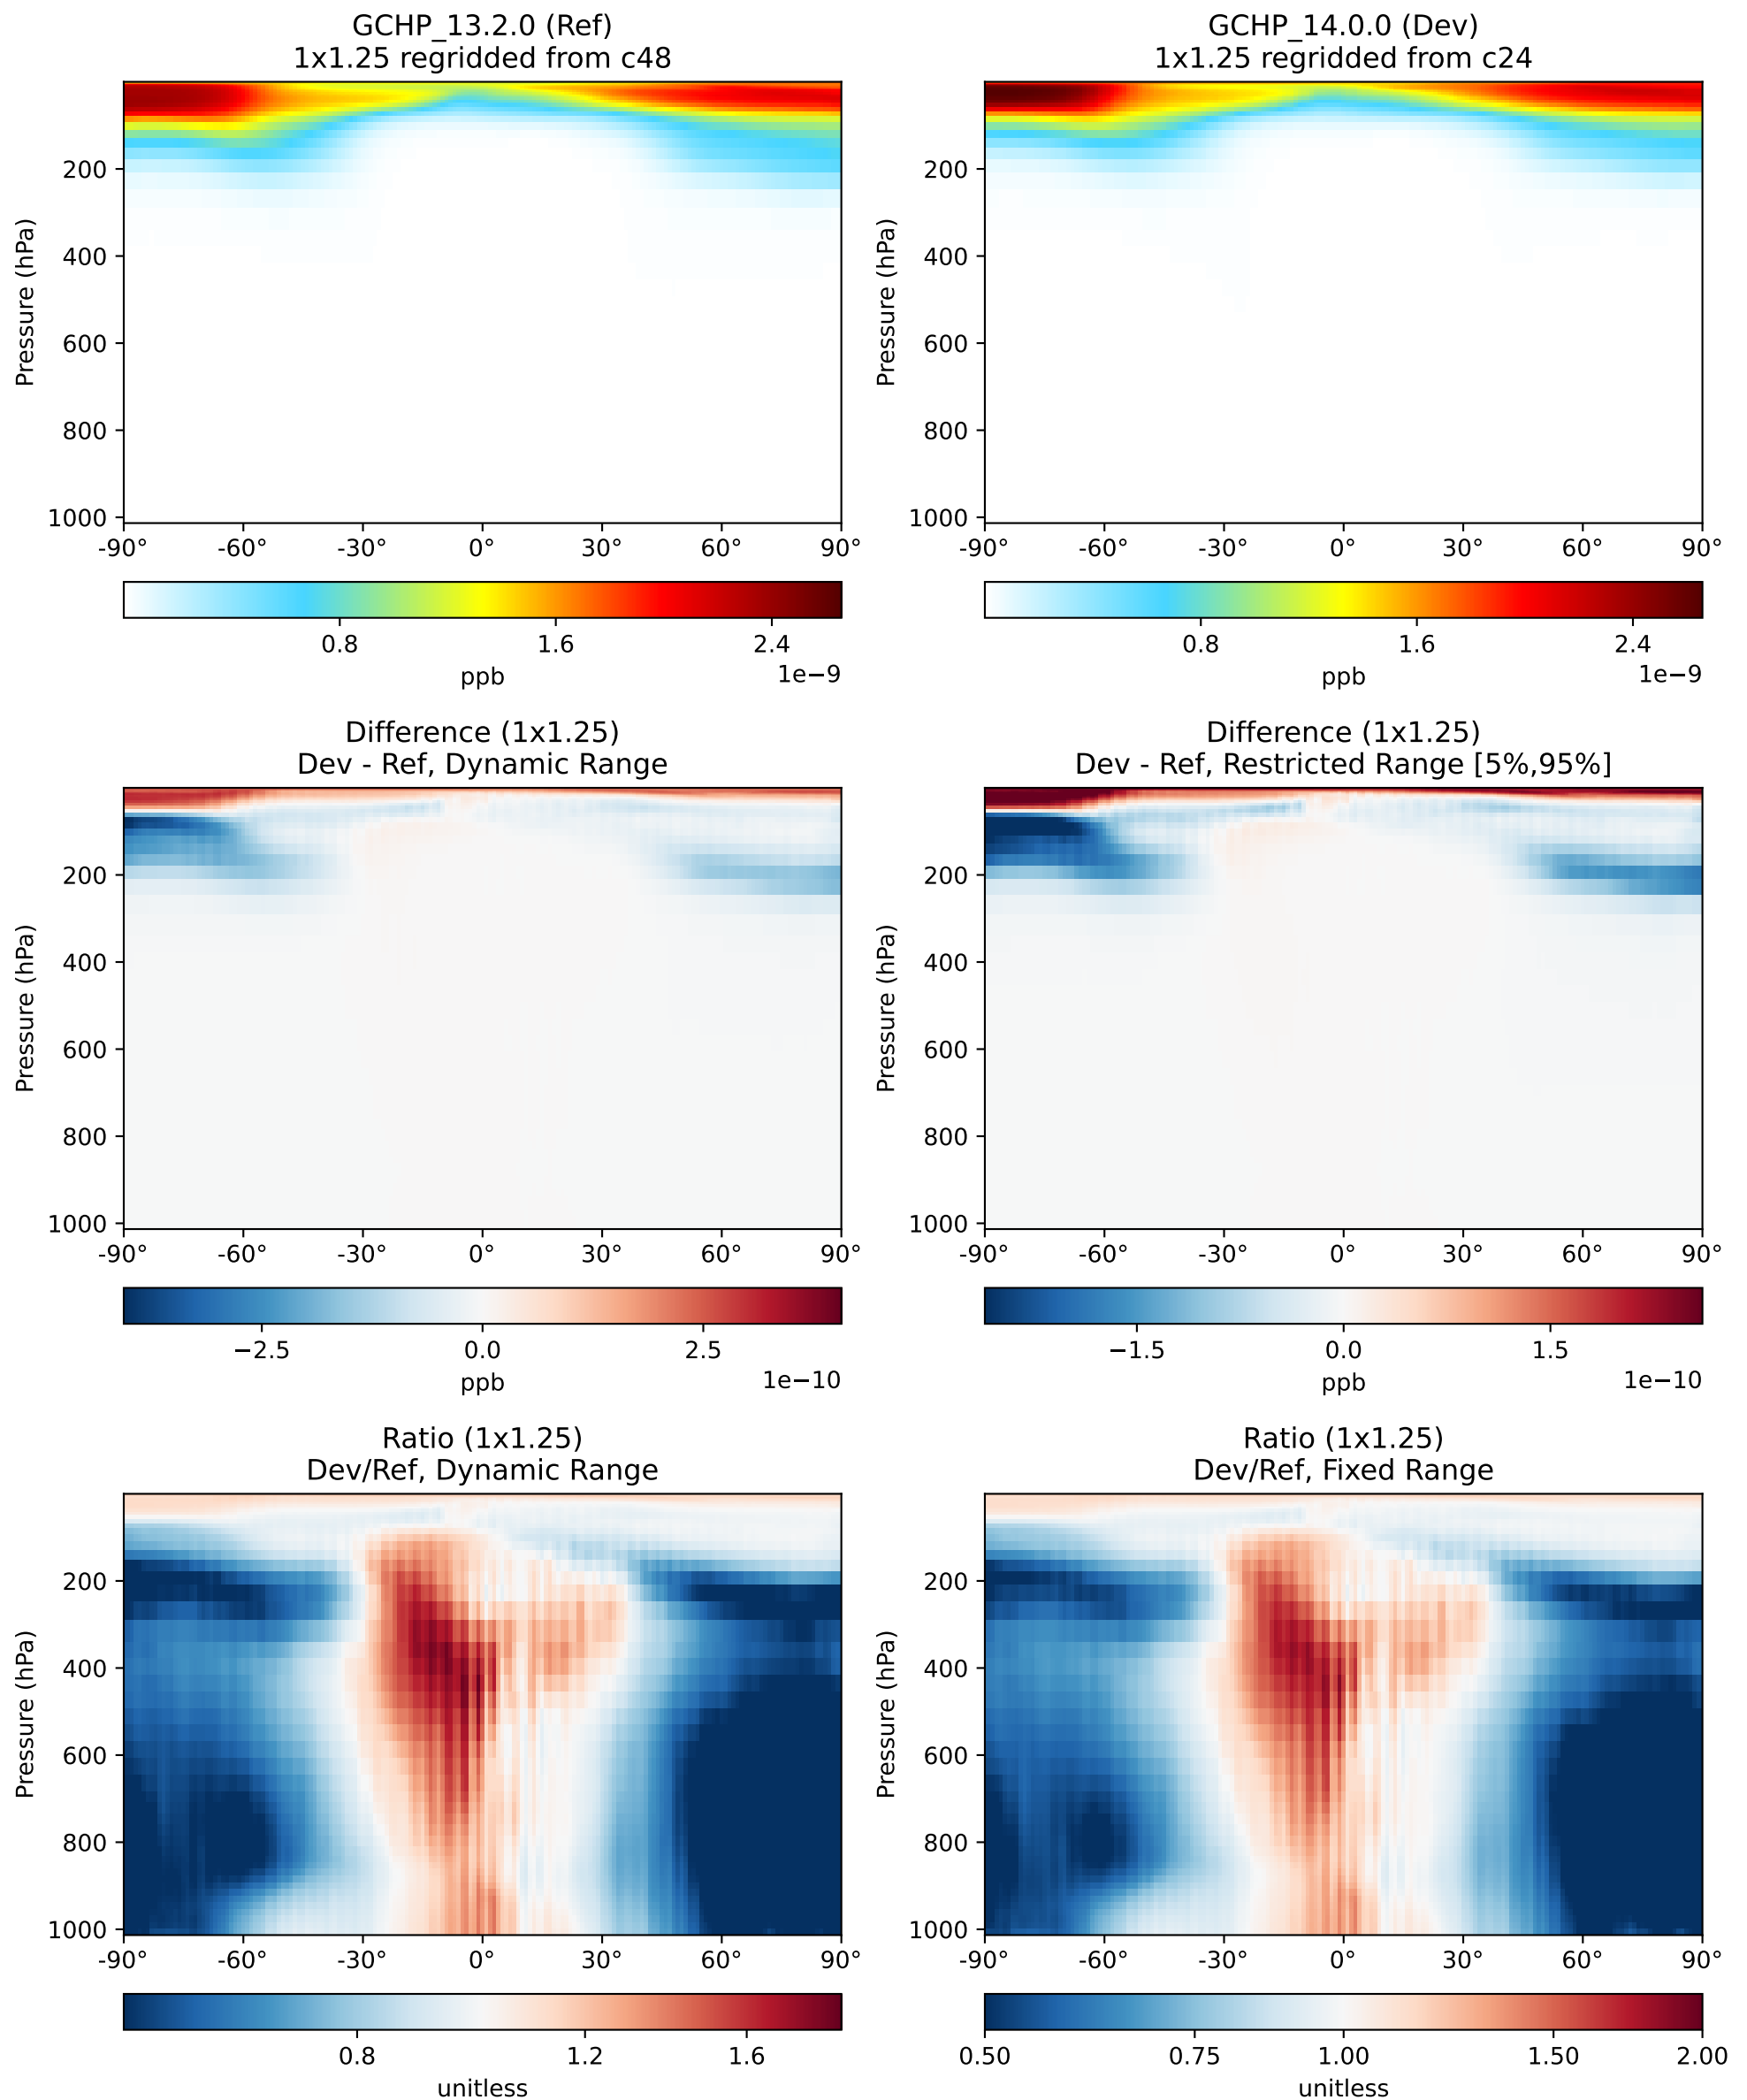 GCHP_13.2.0 (Ref)
1x1.25 regridded from c48
Pressure (hPa)
200
400
600
800
1000
-90° -60° -30° 0° 30° 60° 90°
0.8 1.6 2.4
1e−9
ppb
GCHP_14.0.0 (Dev)
1x1.25 regridded from c24
Pressure (hPa)
200
400
600
800
1000
-90° -60° -30° 0° 30° 60° 90°
0.8 1.6 2.4
1e−9
ppb
Difference (1x1.25)
Dev - Ref, Dynamic Range
Pressure (hPa)
200
400
600
800
1000
-90° -60° -30° 0° 30° 60° 90°
−2.5 0.0 2.5
1e−10
ppb
Difference (1x1.25)
Dev - Ref, Restricted Range [5%,95%]
Pressure (hPa)
200
400
600
800
1000
-90° -60° -30° 0° 30° 60° 90°
−1.5 0.0 1.5
1e−10
ppb
Ratio (1x1.25)
Dev/Ref, Dynamic Range
Pressure (hPa)
200
400
600
800
1000
-90° -60° -30° 0° 30° 60° 90°
0.8 1.2 1.6
unitless
Ratio (1x1.25)
Dev/Ref, Fixed Range
Pressure (hPa)
200
400
600
800
1000
-90° -60° -30° 0° 30° 60° 90°
0.50 0.75 1.00 1.50 2.00
unitless